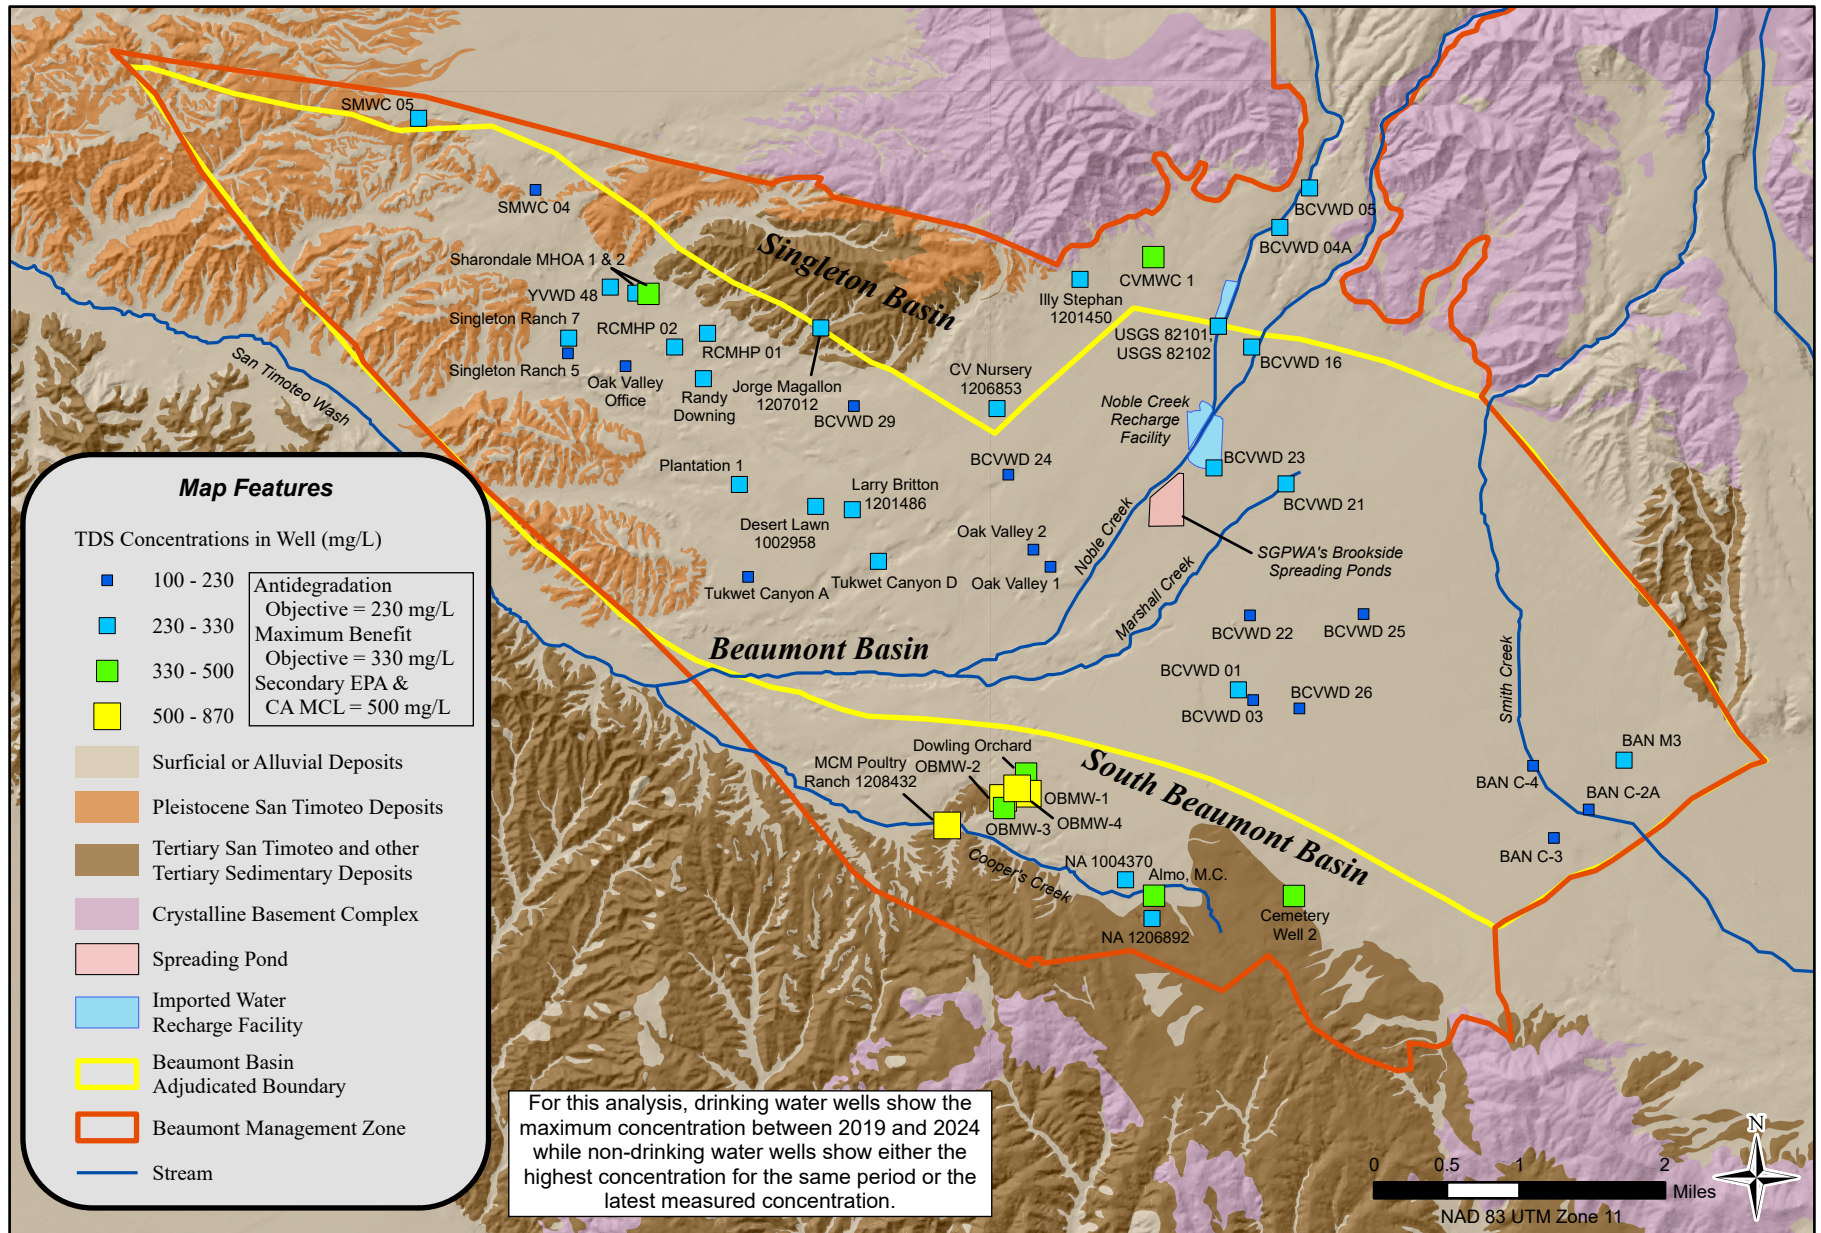 SMWC 05
SMWC 04
BCVWD 05
BCVWD 04A
Singleton Basin
Sharondale MHOA 1 & 2
YVWD 48
CVMWC 1
Illy Stephan
1201450
Singleton Ranch 7
RCMHP 02
RCMHP 01
USGS 82101,
USGS 82102
BCVWD 16
San Timoteo Wash
Singleton Ranch 5
Oak Valley
Office
Randy
Downing
Jorge Magallon
1207012
BCVWD 29
CV Nursery
1206853
Noble Creek
Recharge
Facility
Plantation 1
BCVWD 24
BCVWD 23
BCVWD 21
Desert Lawn
1002958
Larry Britton
1201486
Oak Valley 2
Oak Valley 1
Noble Creek
SGPWA's Brookside
Spreading Ponds
Tukwet Canyon A
Tukwet Canyon D
Marshall Creek
BCVWD 22
BCVWD 25
Beaumont Basin
BCVWD 01
BCVWD 03
BCVWD 26
Smith Creek
Dowling Orchard
MCM Poultry
Ranch 1208432
OBMW-2
OBMW-1
OBMW-4
OBMW-3
South Beaumont Basin
BAN M3
BAN C-4
BAN C-2A
BAN C-3
Cooper's Creek
NA 1004370
Almo, M.C.
NA 1206892
Cemetery
Well 2
Map Features
TDS Concentrations in Well (mg/L)
100 - 230
230 - 330
330 - 500
500 - 870
Antidegradation
Objective = 230 mg/L
Maximum Benefit
Objective = 330 mg/L
Secondary EPA &
CA MCL = 500 mg/L
Surficial or Alluvial Deposits
Pleistocene San Timoteo Deposits
Tertiary San Timoteo and other
Tertiary Sedimentary Deposits
Crystalline Basement Complex
Spreading Pond
Imported Water
Recharge Facility
Beaumont Basin
Adjudicated Boundary
Beaumont Management Zone
Stream
For this analysis, drinking water wells show the
maximum concentration between 2019 and 2024
while non-drinking water wells show either the
highest concentration for the same period or the
latest measured concentration.
N
0 0.5 1 2
Miles
NAD 83 UTM Zone 11